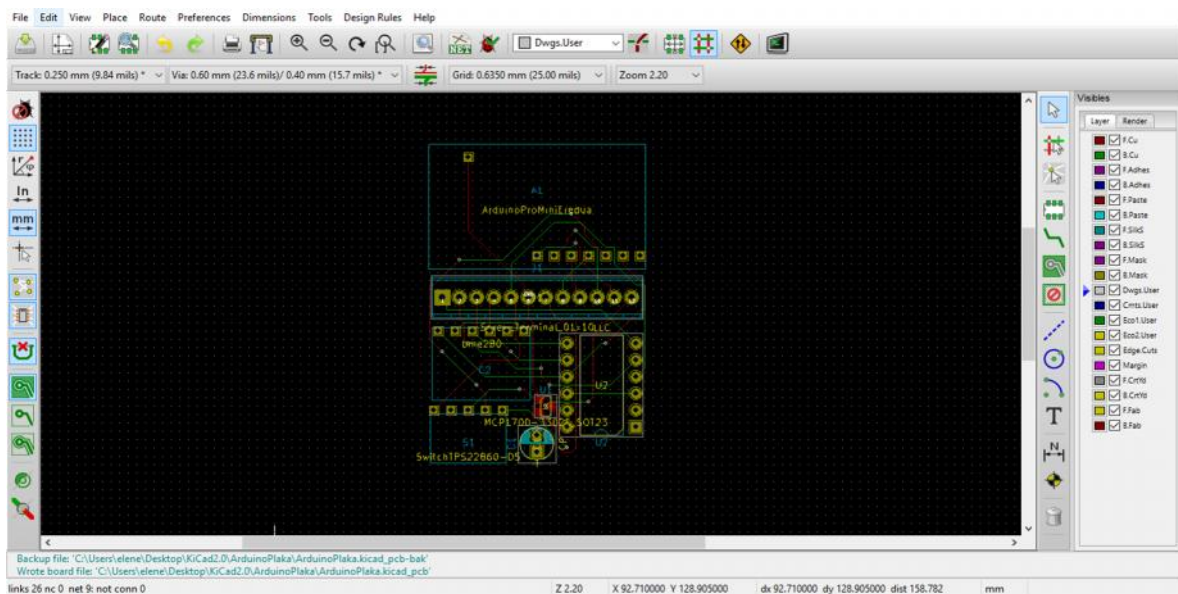 File Edit View Place Route Preferences Dimensions Tools Design Rules Help
NET
Dwgs.User
Track: 0.250 mm (9.84 mils) * Via: 0.60 mm (23.6 mils)/ 0.40 mm (15.7 mils) * Grid: 0.6350 mm (25.00 mils) Zoom 2.20
In
mm
A1
ArduinoProMiniEredua
J1
C2
U1
U2
MCP1700-
S1
SwitchTPS22860-DS
T
N
Visibles
Layer Render
F.Cu
B.Cu
F.Adhes
B.Adhes
F.Paste
B.Paste
F.SilkS
B.SilkS
F.Mask
B.Mask
Dwgs.User
Cmts.User
Eco1.User
Eco2.User
Edge.Cuts
Margin
F.CrtYd
B.CrtYd
F.Fab
B.Fab
Backup file: 'C:\Users\elene\Desktop\KiCad2.0\ArduinoPlaka\ArduinoPlaka.kicad_pcb-bak'
Wrote board file: 'C:\Users\elene\Desktop\KiCad2.0\ArduinoPlaka\ArduinoPlaka.kicad_pcb'
links 26 nc 0 net 9: not conn 0 Z 2.20 X 92.710000 Y 128.905000 dx 92.710000 dy 128.905000 dist 158.782 mm